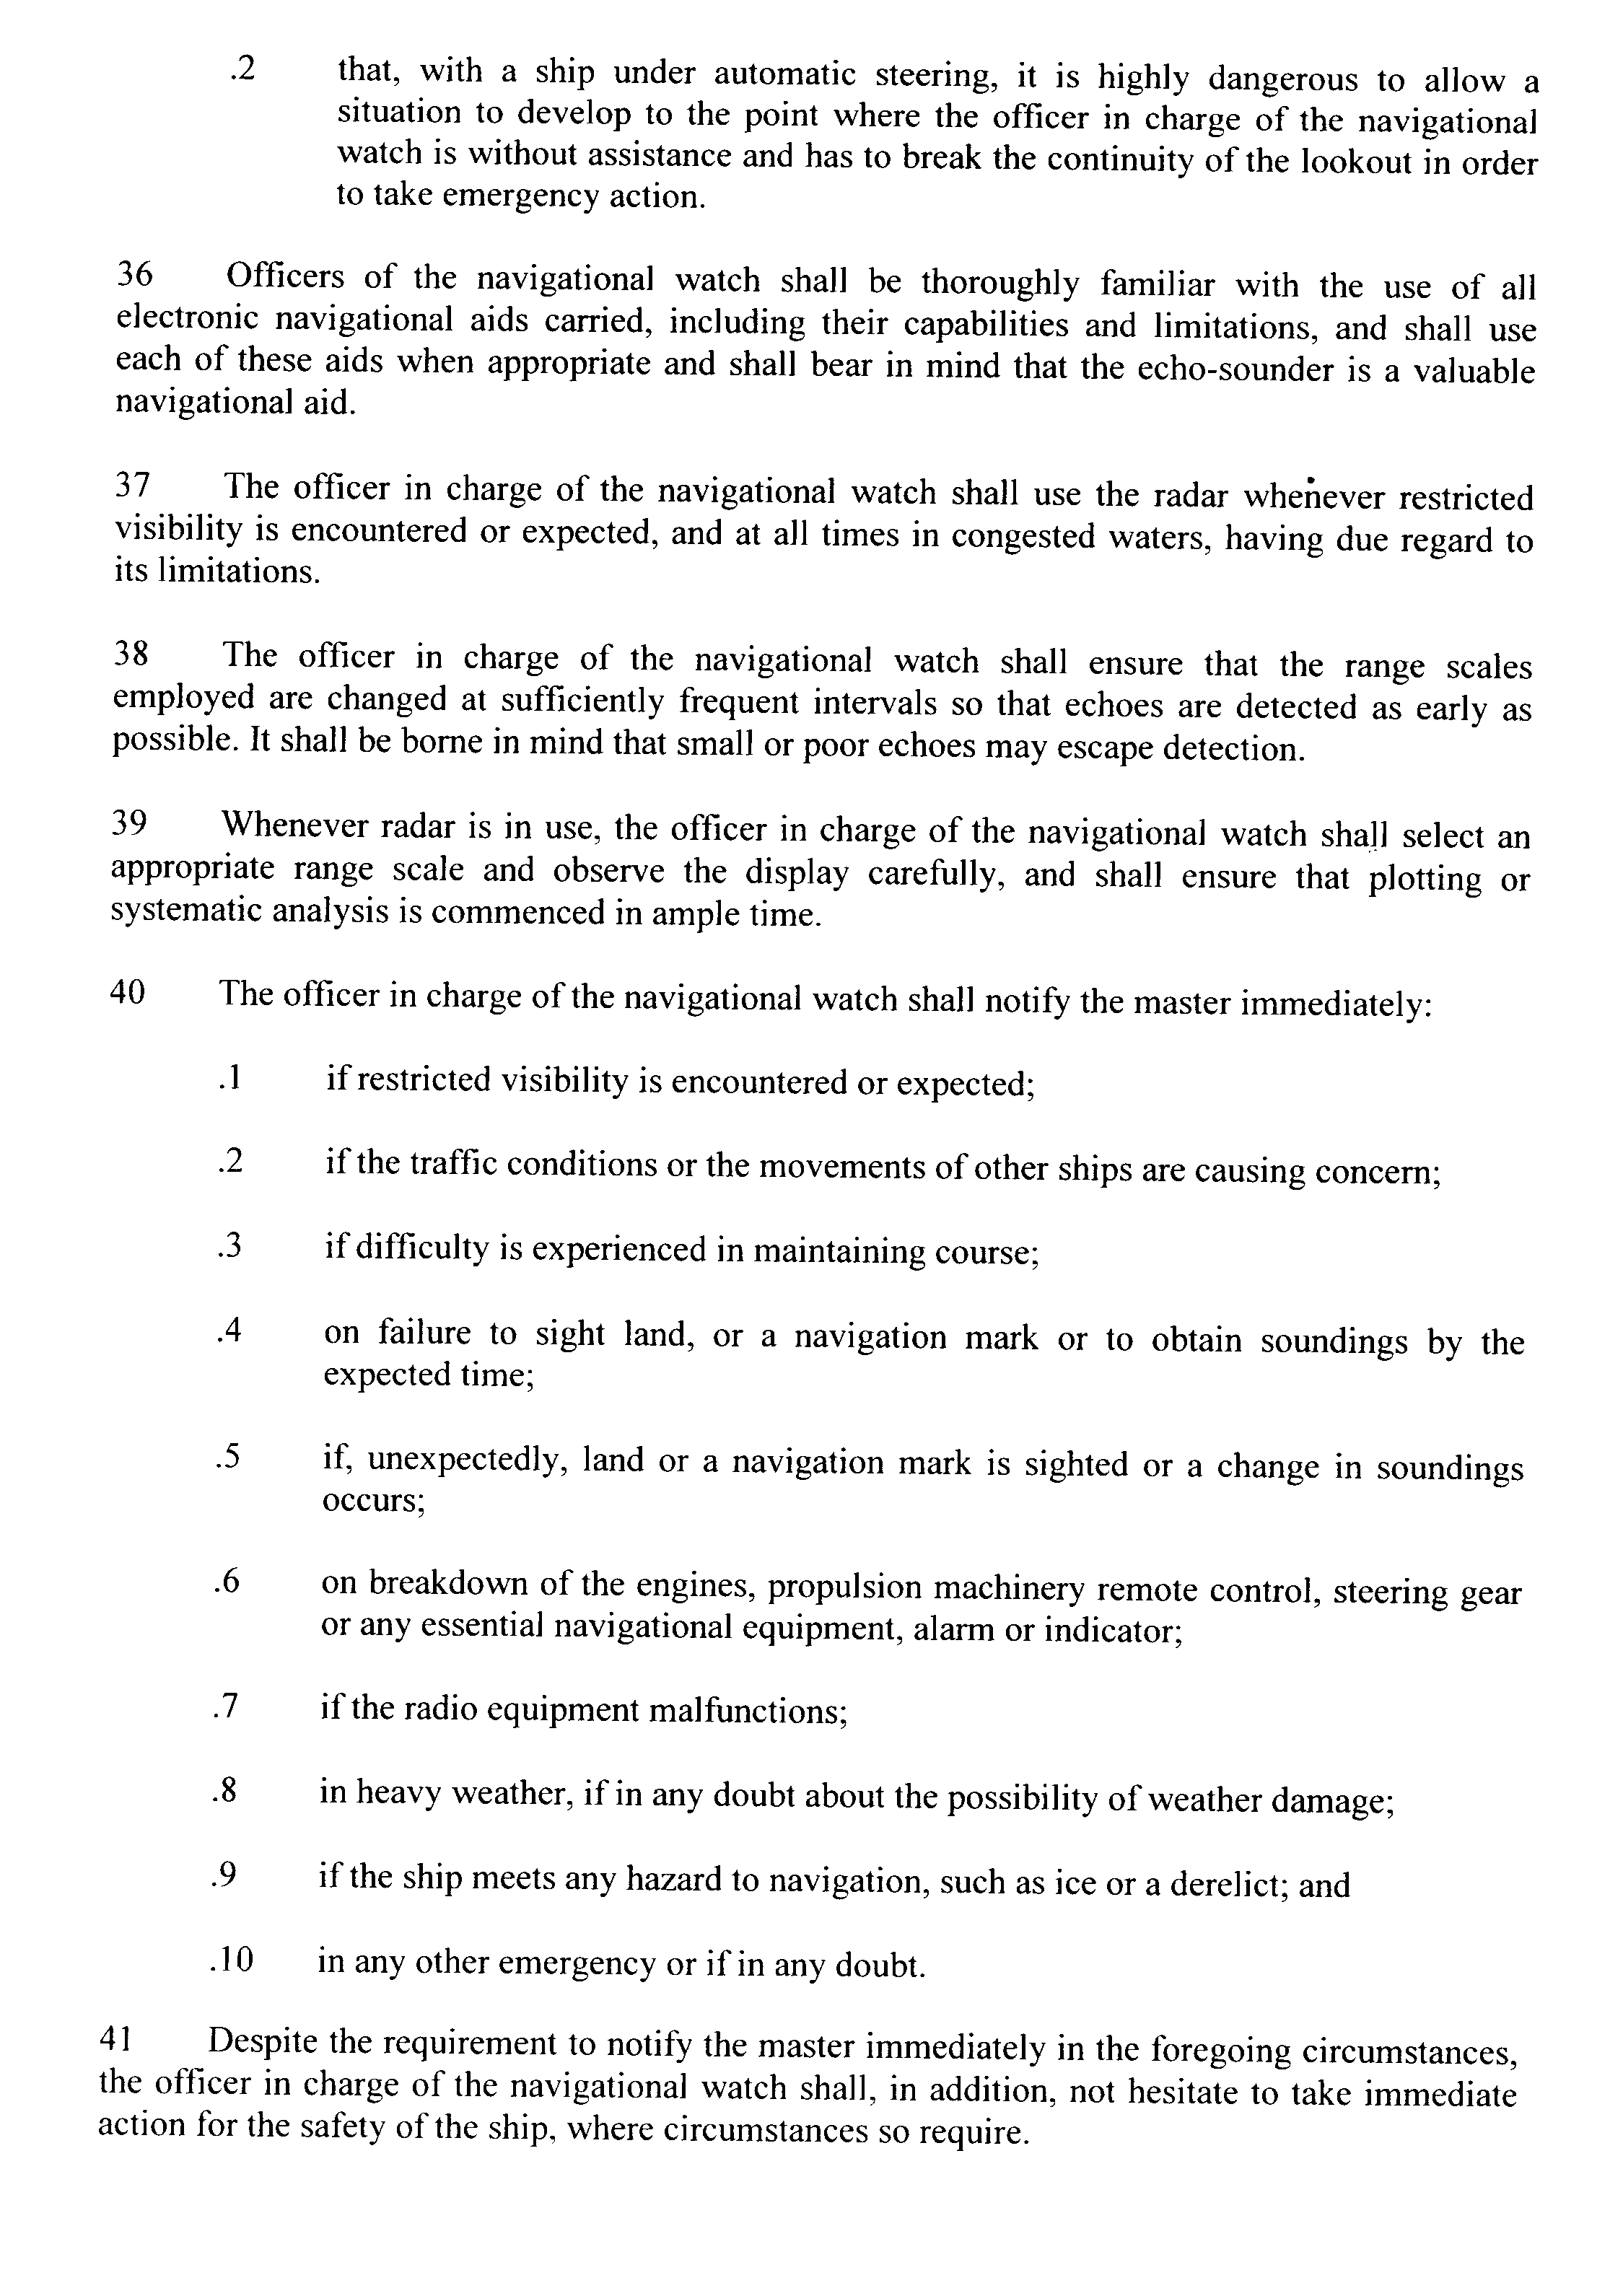 .2 that, with a ship under automatic steering, it is highly dangerous to allow a
situation to develop to the point where the officer in charge of the navigational
watch is without assistance and has to break the continuity of the lookout in order
to take emergency action.
36 Officers of the navigational watch shall be thoroughly familiar with the use of all
electronic navigational aids carried, including their capabilities and limitations, and shall use
each of these aids when appropriate and shall bear in mind that the echo-sounder is a valuable
navigational aid.
37 The officer in charge of the navigational watch shall use the radar whenever restricted
visibility is encountered or expected, and at all times in congested waters, having due regard to
its limitations.
38 The officer in charge of the navigational watch shall ensure that the range scales
employed are changed at sufficiently frequent intervals so that echoes are detected as early as
possible. It shall be borne in mind that small or poor echoes may escape detection.
39 Whenever radar is in use, the officer in charge of the navigational watch shall select an
appropriate range scale and observe the display carefully, and shall ensure that plotting or
systematic analysis is commenced in ample time.
40 The officer in charge of the navigational watch shall notify the master immediately:
.1 if restricted visibility is encountered or expected;
.2 if the traffic conditions or the movements of other ships are causing concern;
.3 if difficulty is experienced in maintaining course;
.4 on failure to sight land, or a navigation mark or to obtain soundings by the
expected time;
.5 if, unexpectedly, land or a navigation mark is sighted or a change in soundings
occurs;
.6 on breakdown of the engines, propulsion machinery remote control, steering gear
or any essential navigational equipment, alarm or indicator;
.7 if the radio equipment malfunctions;
.8 in heavy weather, if in any doubt about the possibility of weather damage;
.9 if the ship meets any hazard to navigation, such as ice or a derelict; and
.10 in any other emergency or if in any doubt.
41 Despite the requirement to notify the master immediately in the foregoing circumstances,
the officer in charge of the navigational watch shall, in addition, not hesitate to take immediate
action for the safety of the ship, where circumstances so require.